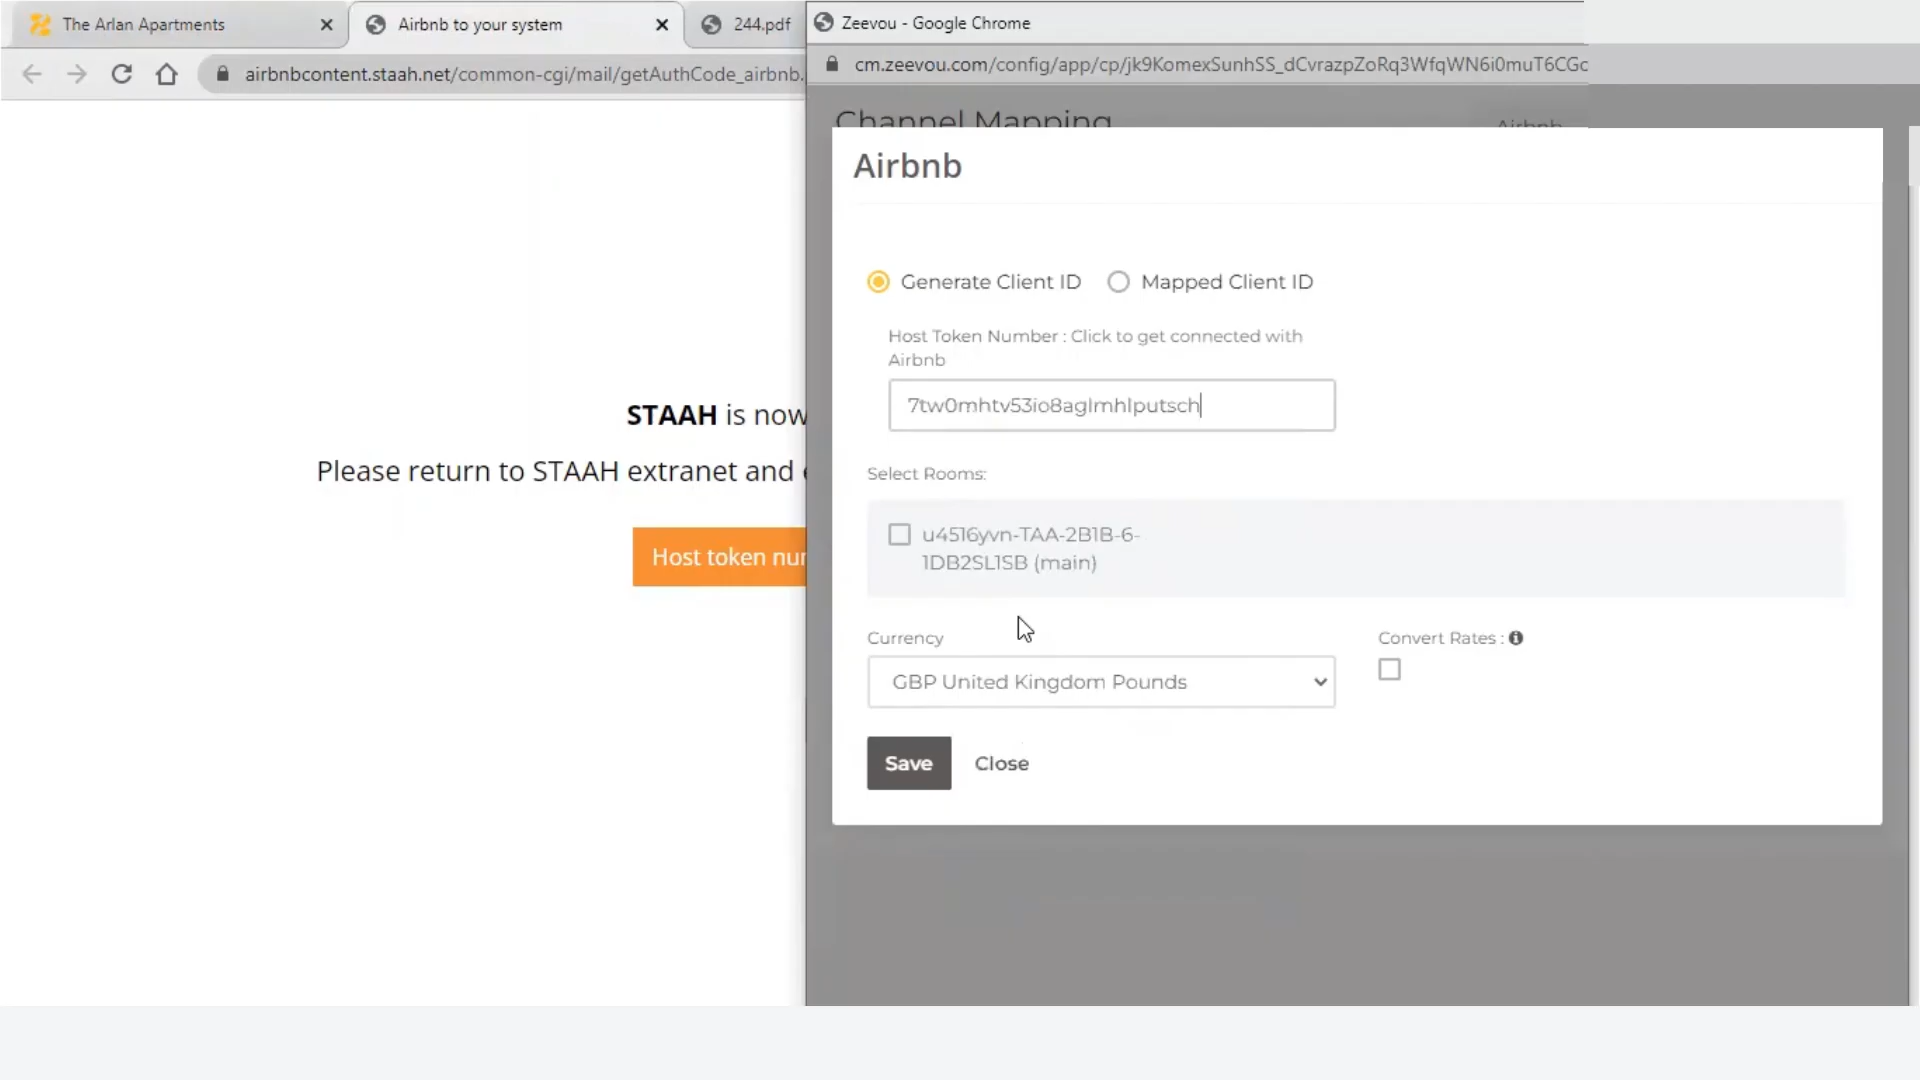 The Arlan Apartments
Airbnb to your system
244.pdf
Zeevou - Google Chrome
airbnbcontent.staah.net/common-cgi/mail/getAuthCode_airbnb.
cm.zeevou.com/config/app/cp/jk9KomexSunhSS_dCvrazpZoRq3WfqWN6i0muT6CGc
Channel Mapping
Airbnb
Airbnb
Generate Client ID
Mapped Client ID
Host Token Number : Click to get connected with
Airbnb
7tw0mhtv53io8aglmhlputsch
STAAH is now
Please return to STAAH extranet and
Host token nu
Select Rooms:
u4516yvn-TAA-2B1B-6-
1DB2SL1SB (main)
Currency
Convert Rates :
GBP United Kingdom Pounds
Save
Close